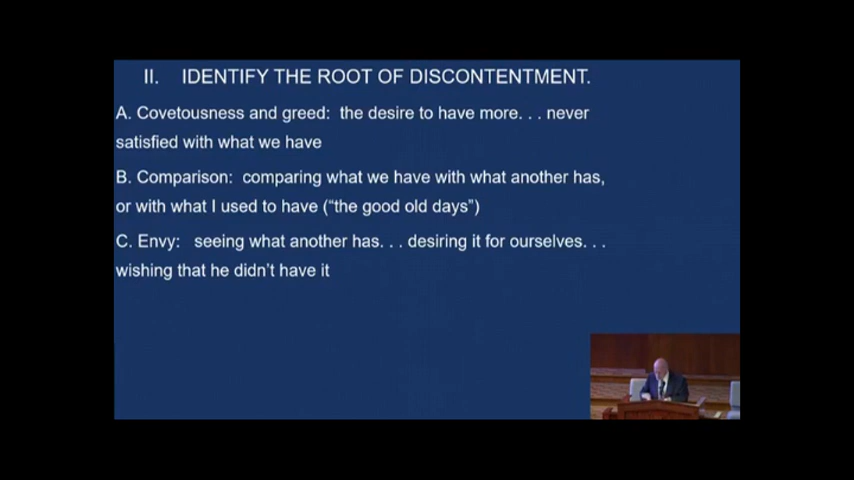 II. IDENTIFY THE ROOT OF DISCONTENTMENT.
A. Covetousness and greed: the desire to have more. . . never
satisfied with what we have
B. Comparison: comparing what we have with what another has,
or with what I used to have (“the good old days”)
C. Envy: seeing what another has. . . desiring it for ourselves. . .
wishing that he didn’t have it